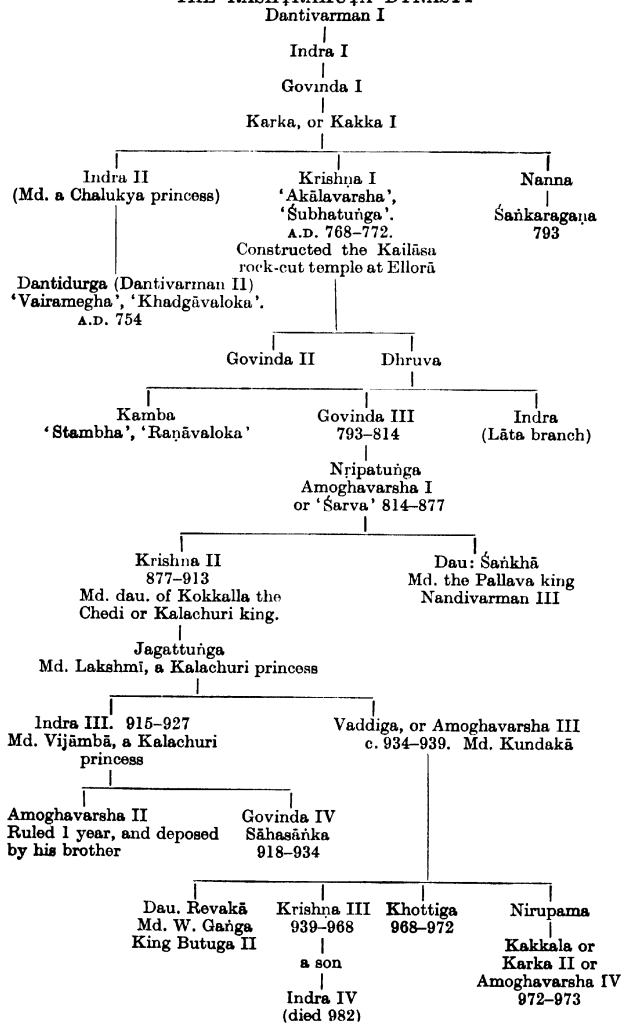 THE RASHṬRAKUṬA DYNASTY
Dantivarman I
Indra I
Govinda I
Karka, or Kakka I
Indra II
(Md. a Chalukya princess)
Krishṇa I
‘Akālavarsha’,
‘Śubhatuṅga’.
A.D. 768–772.
Constructed the Kailāsa
rock-cut temple at Ellorā
Nanna
Śaṅkaragaṇa
793
Dantidurga (Dantivarman II)
‘Vairamegha’, ‘Khadgāvaloka’.
A.D. 754
Govinda II
Dhruva
Kamba
‘Stambha’, ‘Raṇāvaloka’
Govinda III
793–814
Indra
(Lāta branch)
Nṛipatuṅga
Amoghavarsha I
or ‘Śarva’ 814–877
Krishṇa II
877–913
Md. dau. of Kokkalla the
Chedi or Kalachuri king.
Dau: Śaṅkhā
Md. the Pallava king
Nandivarman III
Jagattuṅga
Md. Lakshmī, a Kalachuri princess
Indra III. 915–927
Md. Vijāmbā, a Kalachuri
princess
Vaddiga, or Amoghavarsha III
c. 934–939. Md. Kundakā
Amoghavarsha II
Ruled 1 year, and deposed
by his brother
Govinda IV
Sāhasāṅka
918–934
Dau. Revakā
Md. W. Gaṅga
King Butuga II
Krishṇa III
939–968
a son
Indra IV
(died 982)
Khottiga
968–972
Nirupama
Kakkala or
Karka II or
Amoghavarsha IV
972–973